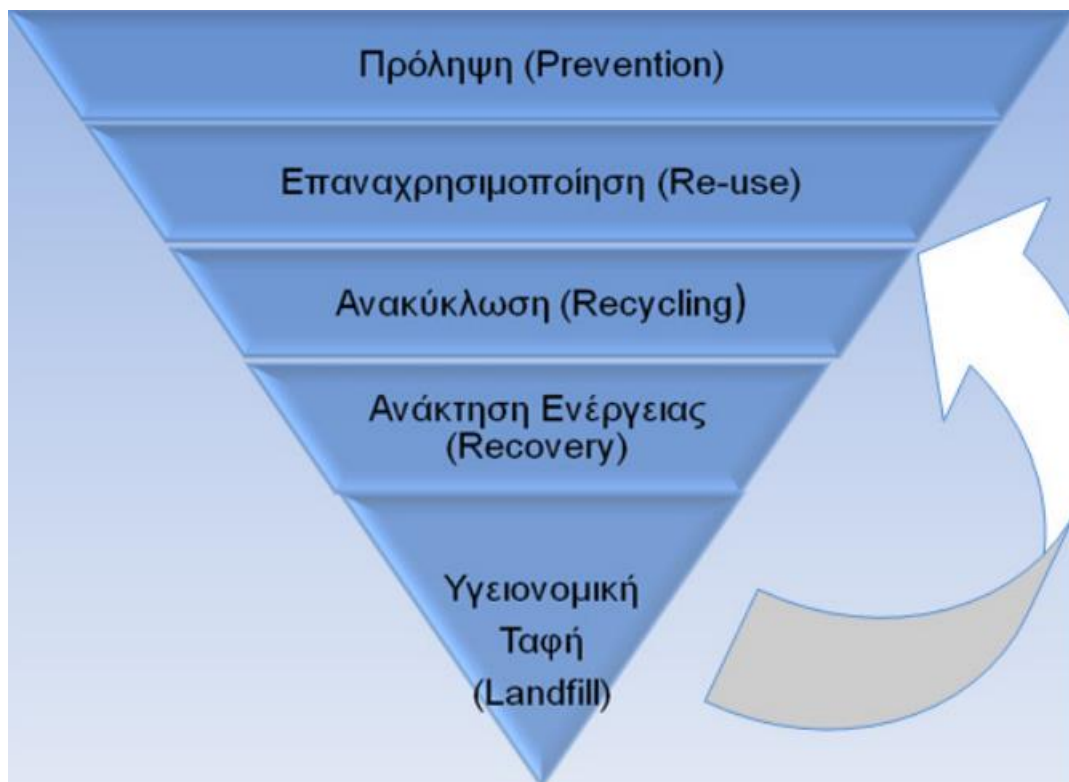 Πρόληψη (Prevention)
Επαναχρησιμοποίηση (Re-use)
Ανακύκλωση (Recycling)
Ανάκτηση Ενέργειας
(Recovery)
Υγειονομική
Ταφή
(Landfill)